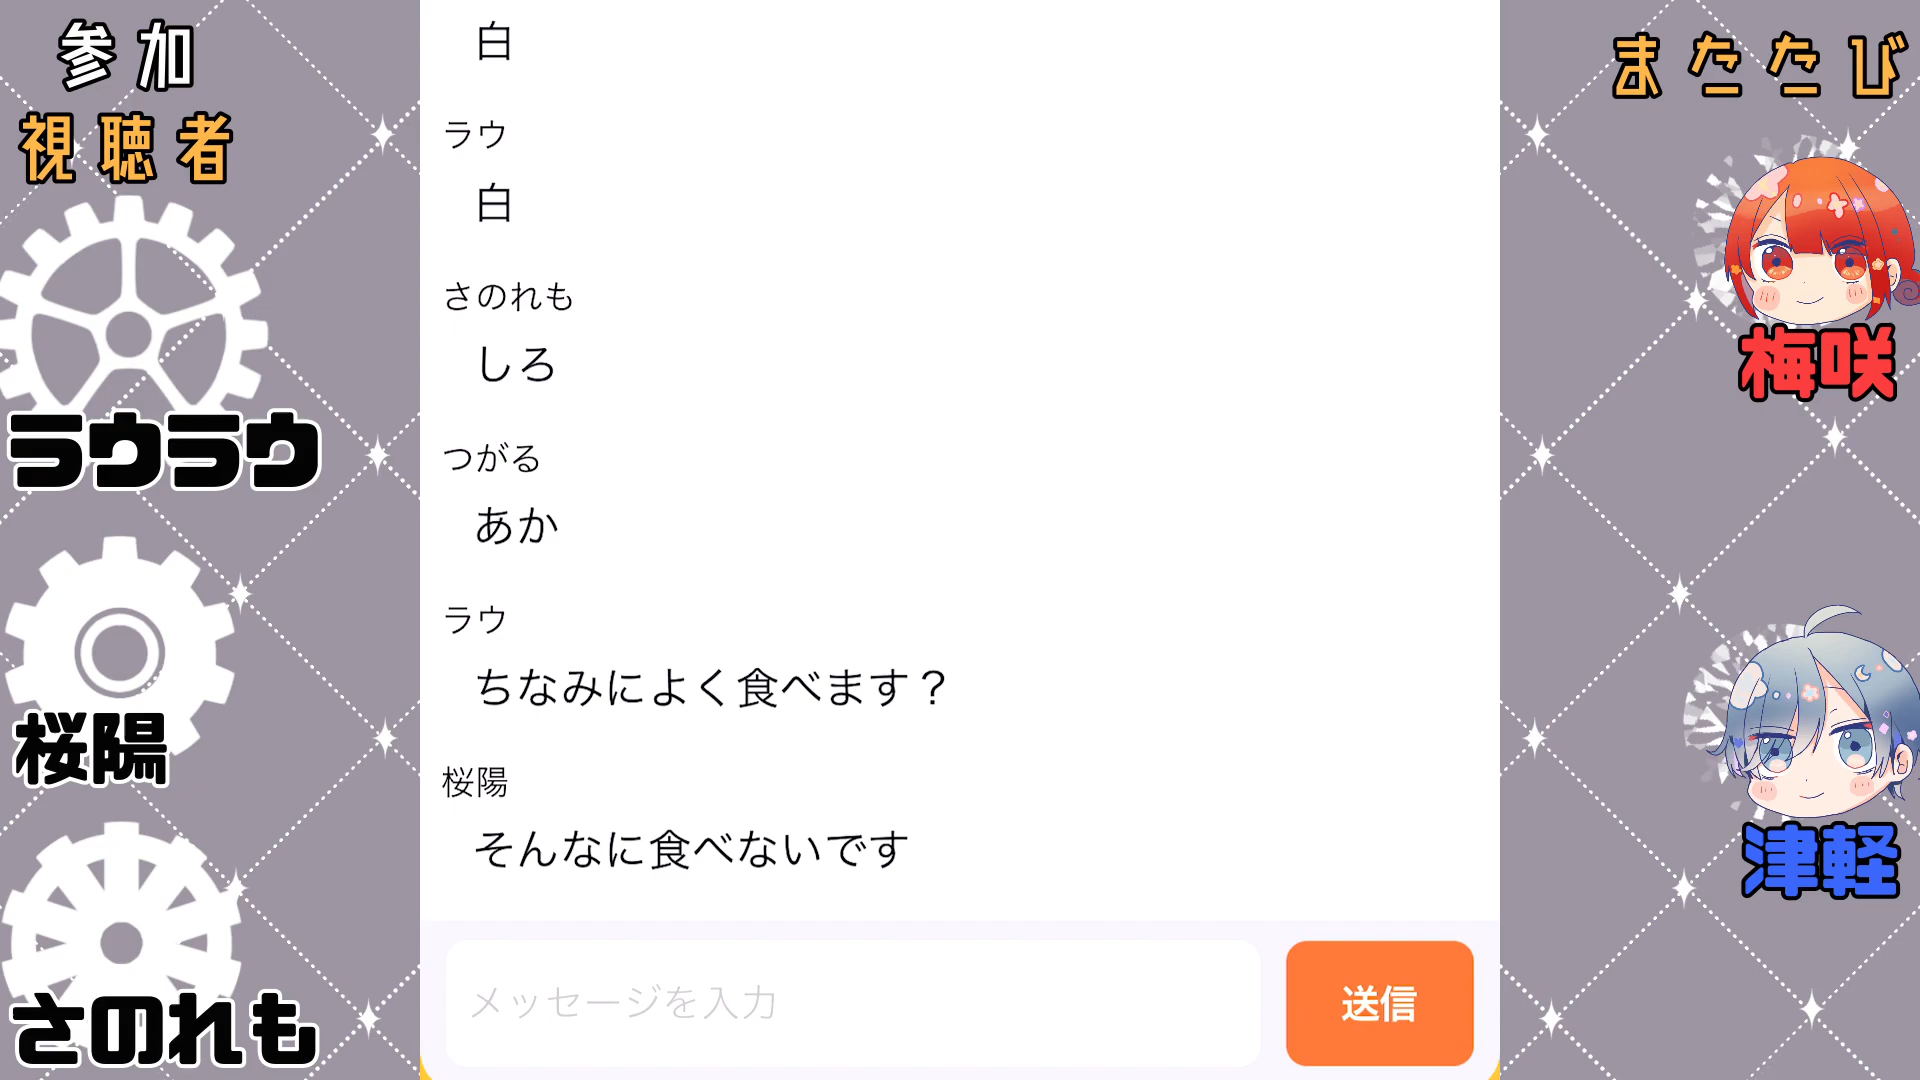 参加
視聴者
ラウラウ
桜陽
さのれも
白
ラウ
白
さのれも
しろ
つがる
あか
ラウ
ちなみによく食べます？
桜陽
そんなに食べないです
メッセージを入力
送信
またたび
梅咲
津軽